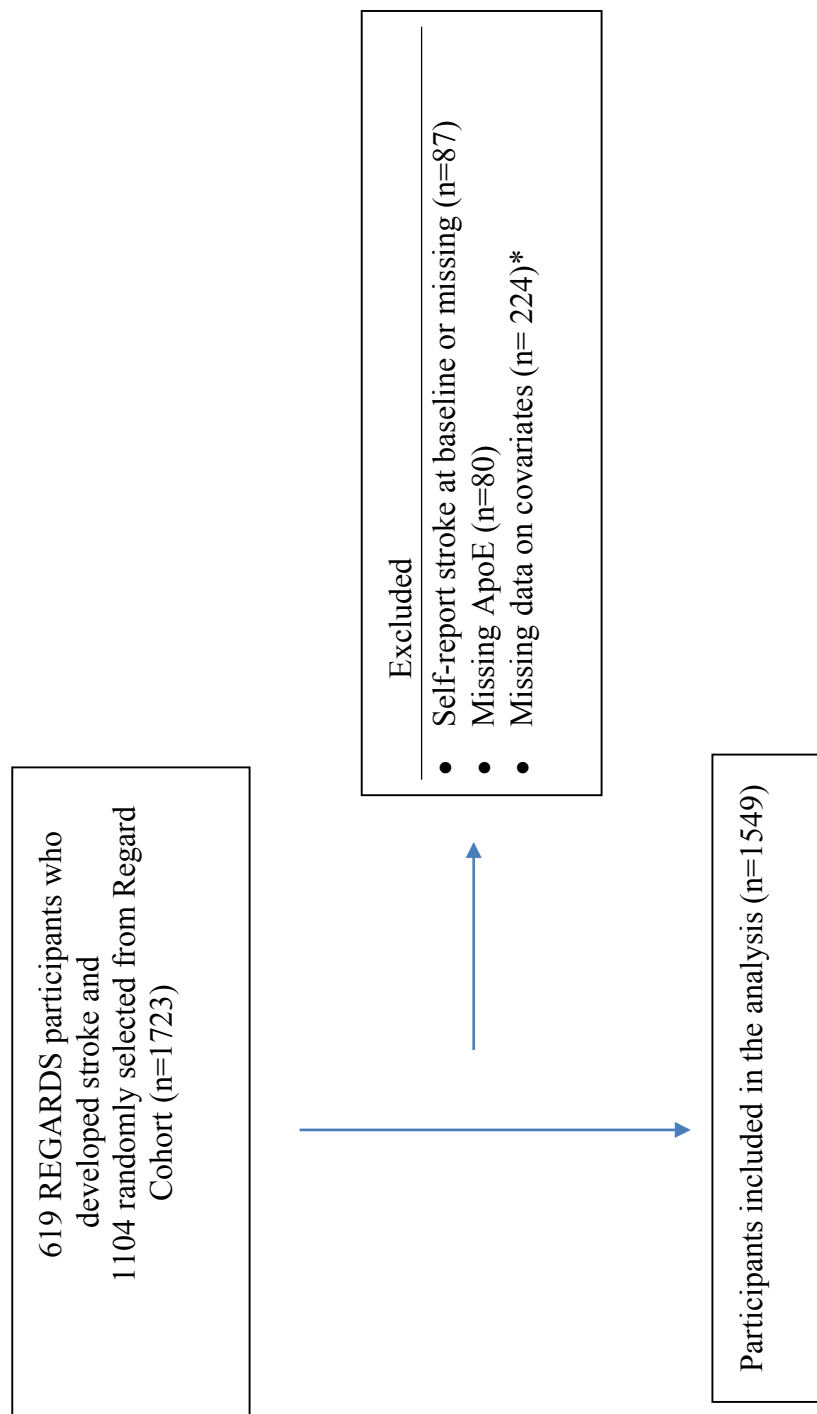 619 REGARDS participants who
developed stroke and
1104 randomly selected from Regard
Cohort (n=1723)
Excluded
● Self-report stroke at baseline or missing (n=87)
● Missing ApoE (n=80)
● Missing data on covariates (n= 224)*
Participants included in the analysis (n=1549)